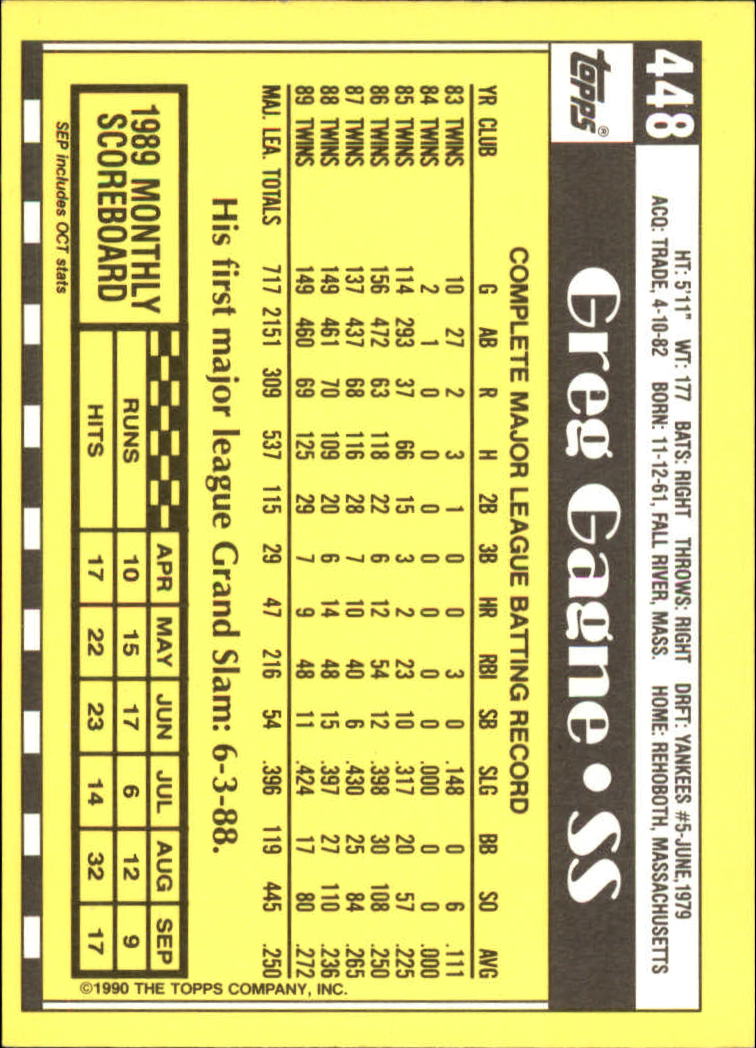 448
HT: 5'11" WT: 177 BATS: RIGHT THROWS: RIGHT DRFT: YANKEES #5-JUNE,1979
ACQ: TRADE, 4-10-82 BORN: 11-12-61, FALL RIVER, MASS. HOME: REHOBOTH, MASSACHUSETTS
topps®
Greg Gagne • SS
COMPLETE MAJOR LEAGUE BATTING RECORD
YR CLUB G AB R H 2B 3B HR RBI SB SLG BB SO AVG
83 TWINS 10 27 2 3 1 0 0 3 0 .148 0 6 .111
84 TWINS 2 1 0 0 0 0 0 0 0 .000 0 0 .000
85 TWINS 114 293 37 66 15 3 2 23 10 .317 20 57 .225
86 TWINS 156 472 63 118 22 6 12 54 12 .398 30 108 .250
87 TWINS 137 437 68 116 28 7 10 40 6 .430 25 84 .265
88 TWINS 149 461 70 109 20 6 14 48 15 .397 27 110 .236
89 TWINS 149 460 69 125 29 7 9 48 11 .424 17 80 .272
MAJ. LEA. TOTALS 717 2151 309 537 115 29 47 216 54 .396 119 445 .250
His first major league Grand Slam: 6-3-88.
1989 MONTHLY
SCOREBOARD
SEP includes OCT stats
APR MAY JUN JUL AUG SEP
RUNS 10 15 17 6 12 9
HITS 17 22 23 14 32 17
©1990 THE TOPPS COMPANY, INC.